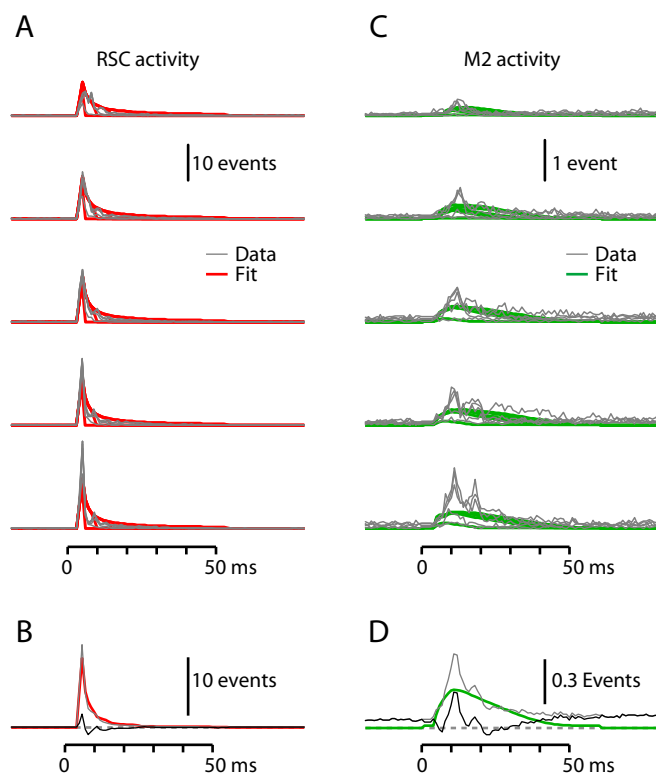 A
RSC activity
10 events
Data
Fit
0 50 ms
C
M2 activity
1 event
Data
Fit
0 50 ms
B
10 events
0 50 ms
D
0.3 Events
0 50 ms